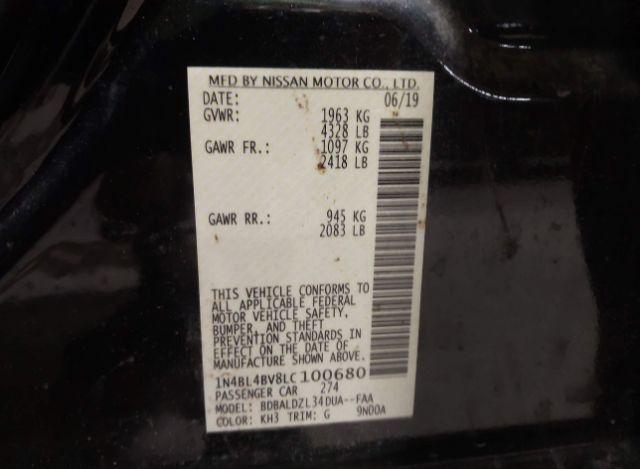 MFD BY NISSAN MOTOR CO., LTD.
DATE: 06/19
GVWR: 1963 KG
4328 LB
GAWR FR.: 1097 KG
2418 LB
GAWR RR.: 945 KG
2083 LB
THIS VEHICLE CONFORMS TO
ALL APPLICABLE FEDERAL
MOTOR VEHICLE SAFETY,
BUMPER, AND THEFT
PREVENTION STANDARDS IN
EFFECT ON THE DATE OF
MANUFACTURE SHOWN ABOVE.
1N4BL4BV8LC100680
PASSENGER CAR 274
MODEL: BDBALDZL34DUA--FAA
COLOR: KH3 TRIM: G 9N00A